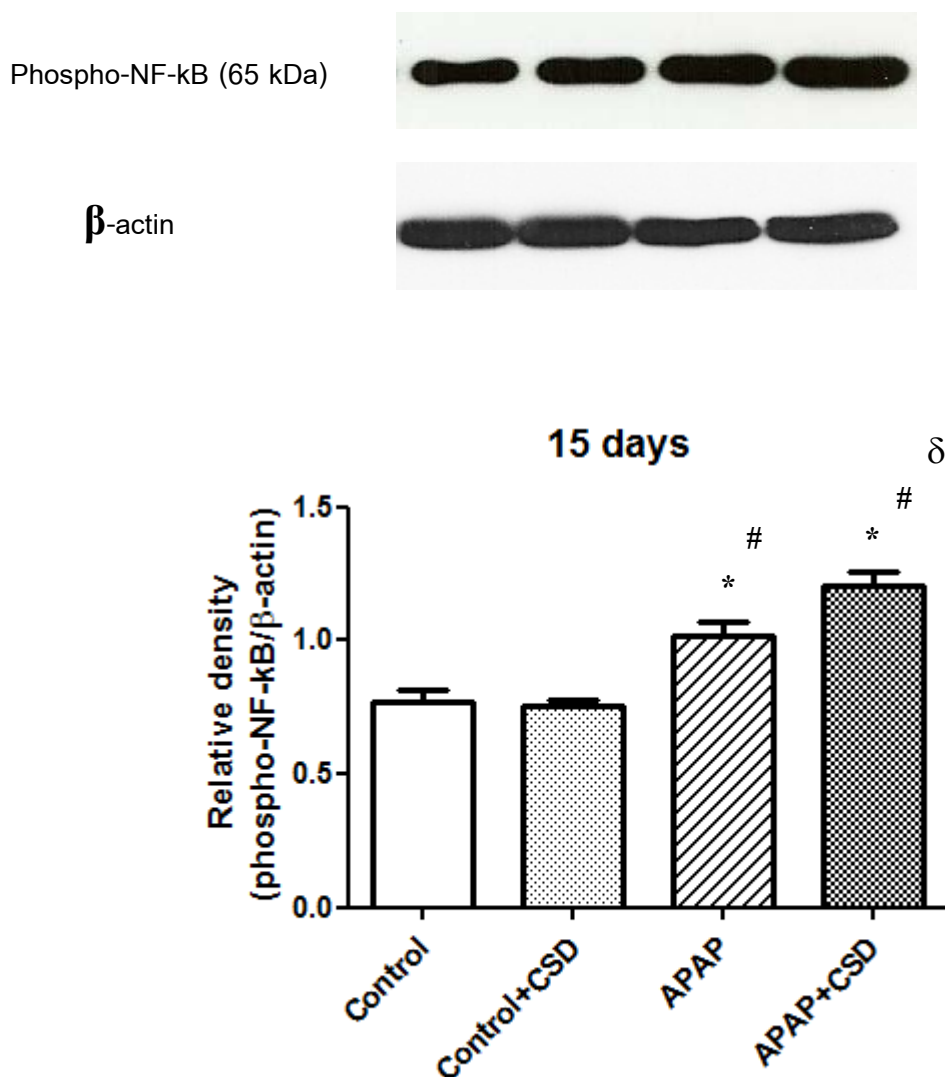 Phospho-NF-kB (65 kDa)
β-actin
15 days
δ
#
#
*
*
1.5
1.0
0.5
0.0
Relative density
(phospho-NF-kB/β-actin)
Control
Control+CSD
APAP
APAP+CSD